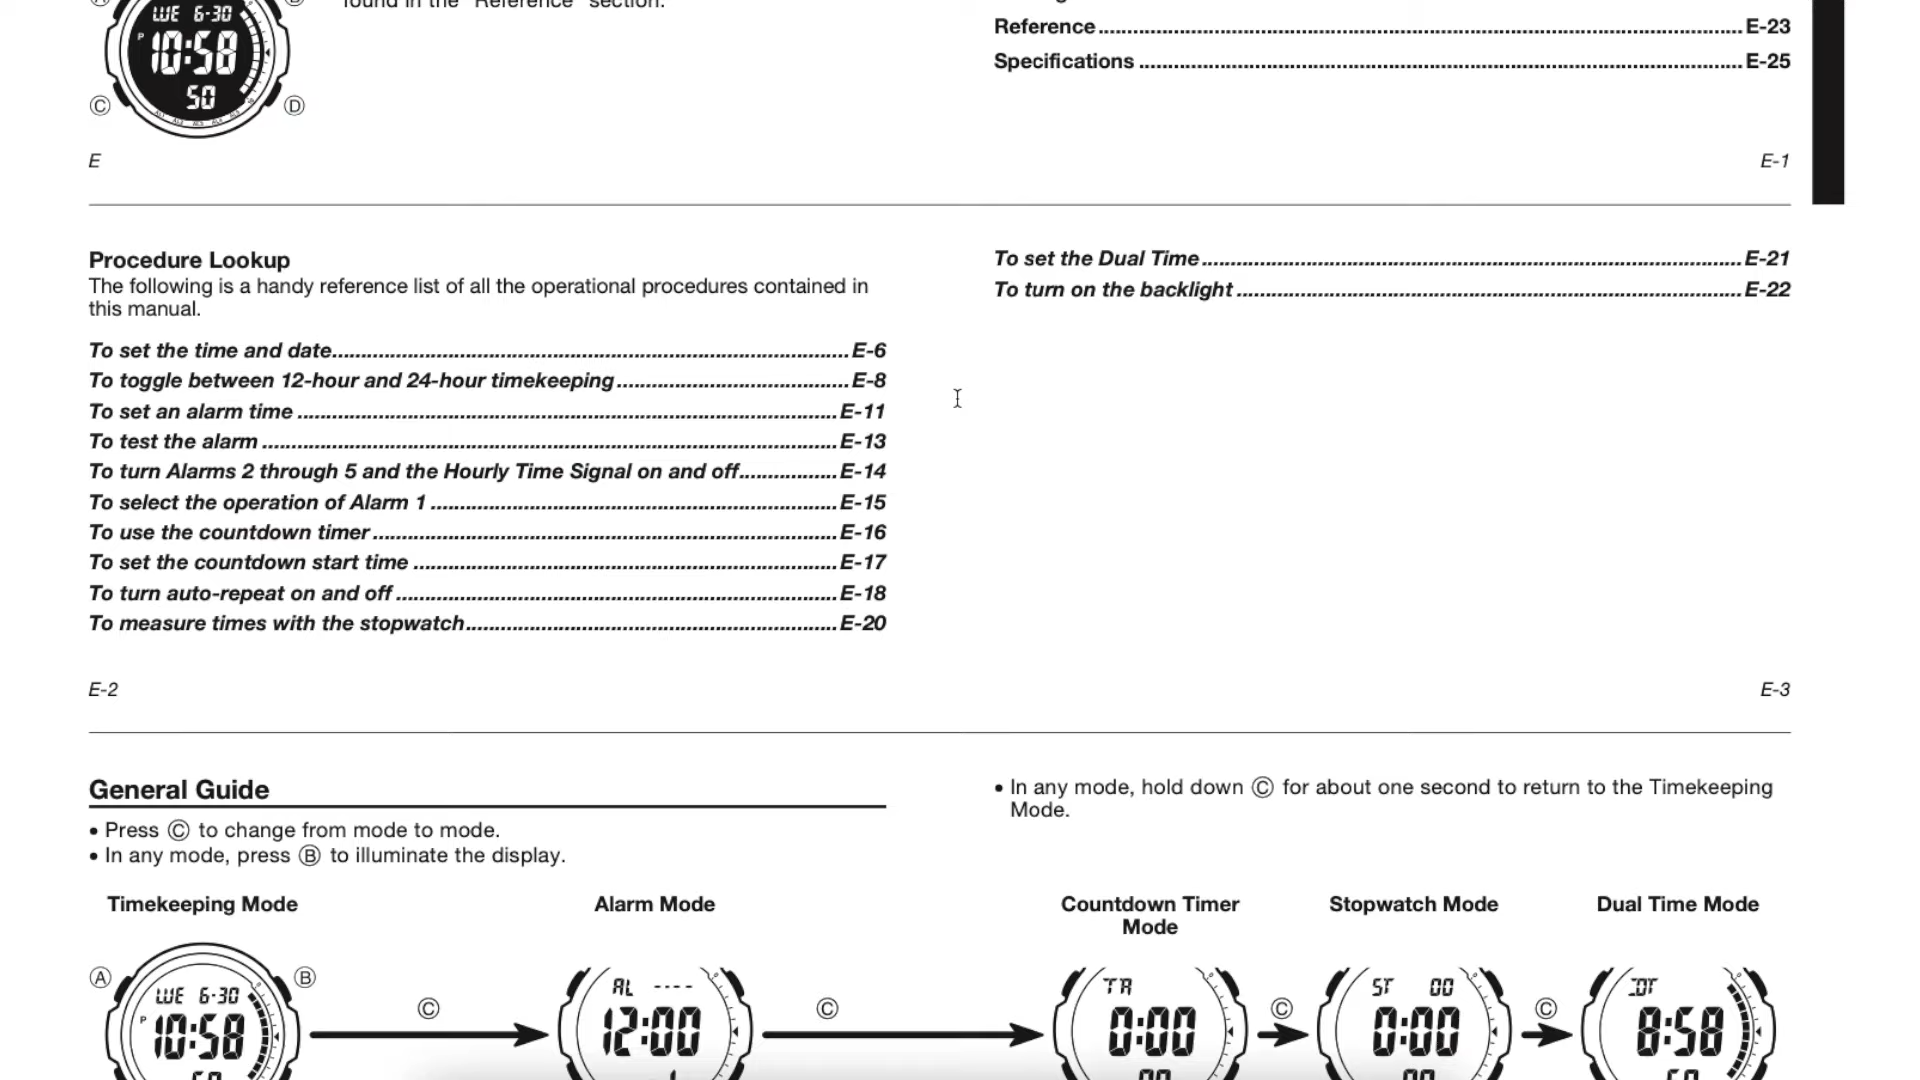 found in the "Reference" section.
WE 6-30
P
10:58
50
C
D
Reference E-23
Specifications E-25
E
E-1
Procedure Lookup
The following is a handy reference list of all the operational procedures contained in
this manual.
To set the time and date E-6
To toggle between 12-hour and 24-hour timekeeping E-8
To set an alarm time E-11
To test the alarm E-13
To turn Alarms 2 through 5 and the Hourly Time Signal on and off E-14
To select the operation of Alarm 1 E-15
To use the countdown timer E-16
To set the countdown start time E-17
To turn auto-repeat on and off E-18
To measure times with the stopwatch E-20
To set the Dual Time E-21
To turn on the backlight E-22
E-2
E-3
General Guide
• Press Ⓒ to change from mode to mode.
• In any mode, press Ⓑ to illuminate the display.
• In any mode, hold down Ⓒ for about one second to return to the Timekeeping
Mode.
Timekeeping Mode
Alarm Mode
Countdown Timer
Mode
Stopwatch Mode
Dual Time Mode
Ⓐ
Ⓑ
WE 6-30
P
10:58
Ⓒ
AL ----
12:00
Ⓒ
TR
0:00
Ⓒ
ST 00
0:00
Ⓒ
DT
8:58